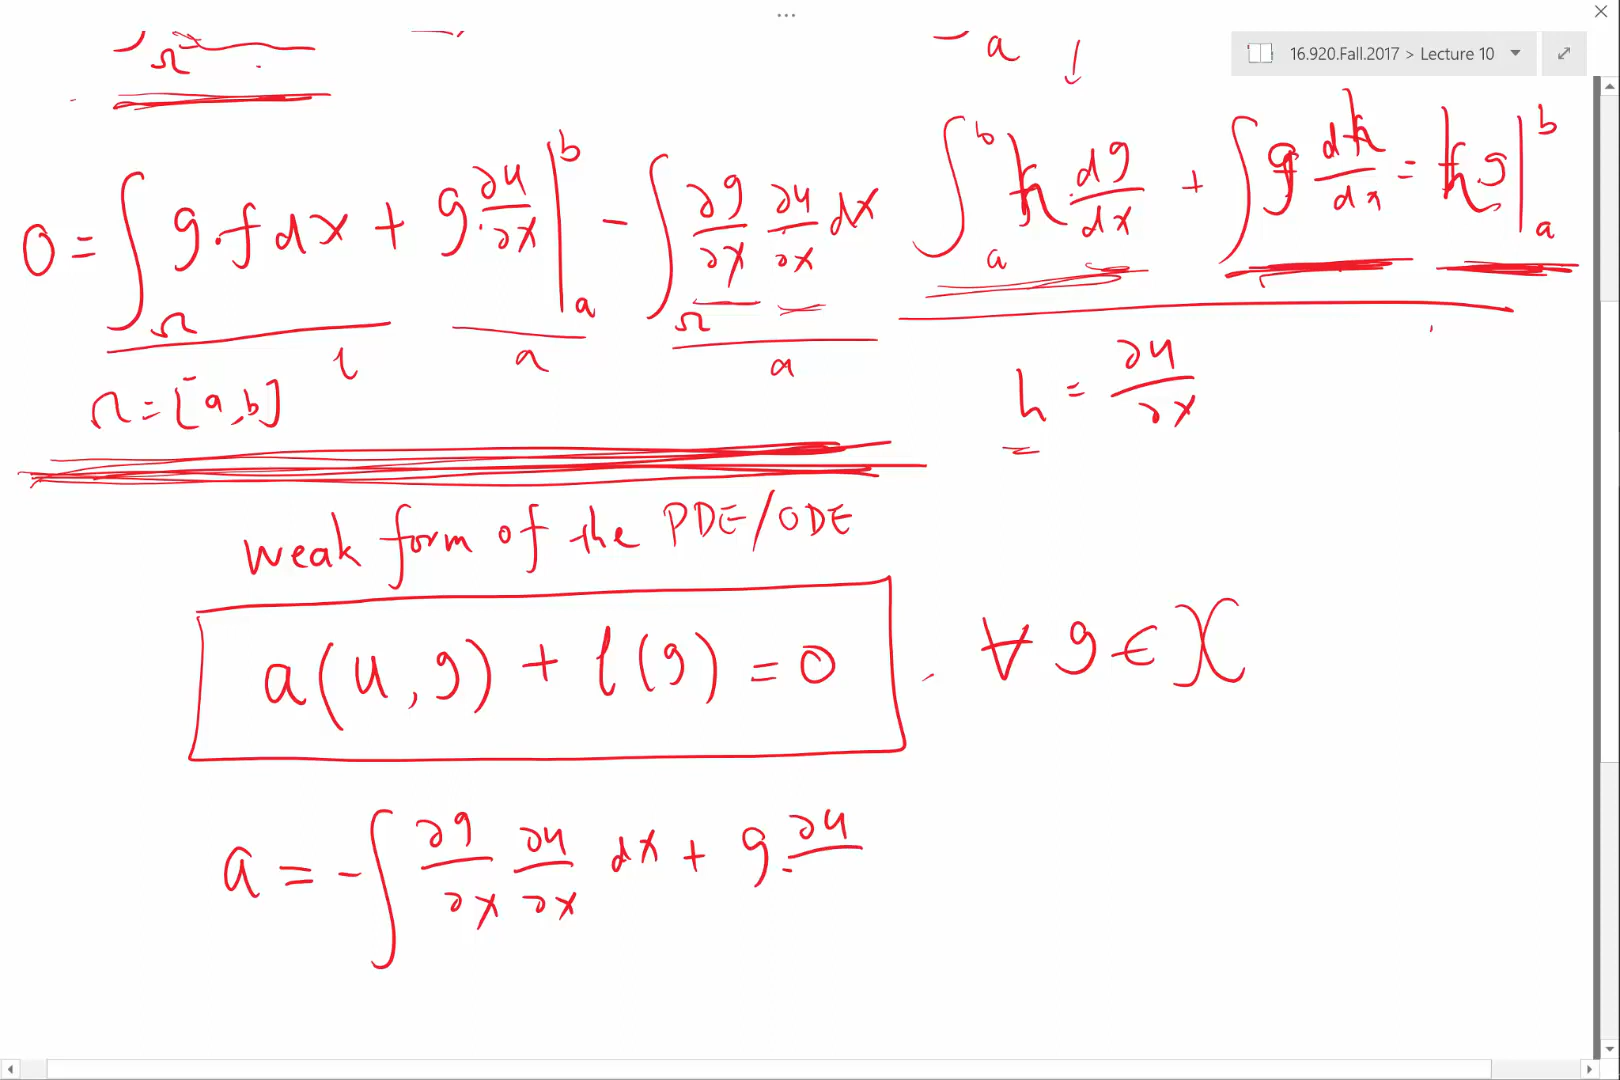 16.920.Fall.2017 > Lecture 10
Ω
a
0 = ∫_Ω g·f dx + g ∂u/∂x |_a^b − ∫_Ω ∂g/∂x ∂u/∂x dx
l a a
Ω = [a,b]
∫_a^b h dg/dx + ∫ g dh/dx = h g |_a^b
h = ∂u/∂x
weak form of the PDE/ODE
a(u,g) + l(g) = 0 . ∀ g ∈ X
a = −∫ ∂g/∂x ∂u/∂x dx + g ∂u/